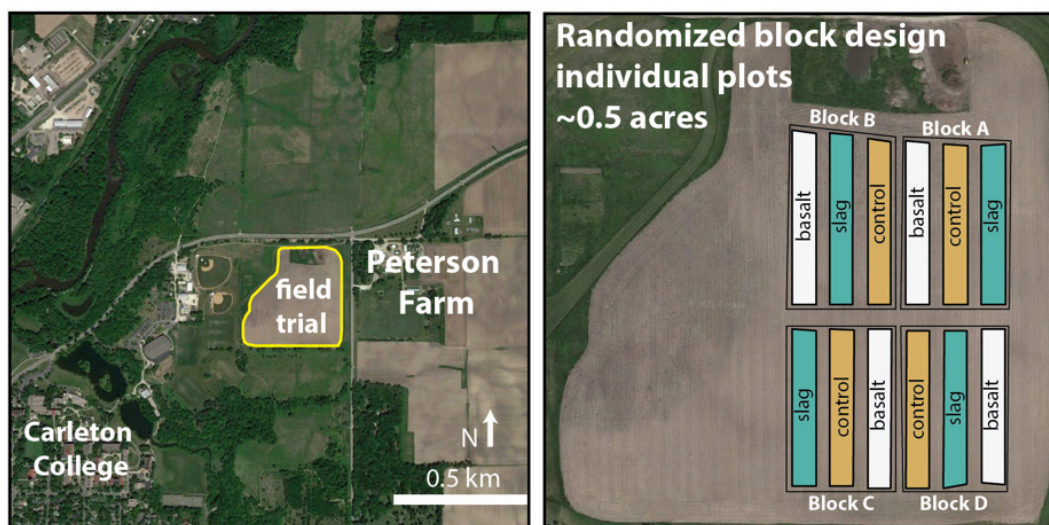 Peterson
Farm
field
trial
Carleton
College
N
0.5 km
Randomized block design
individual plots
~0.5 acres
Block B
Block A
basalt
slag
control
basalt
control
slag
slag
control
basalt
control
slag
basalt
Block C
Block D